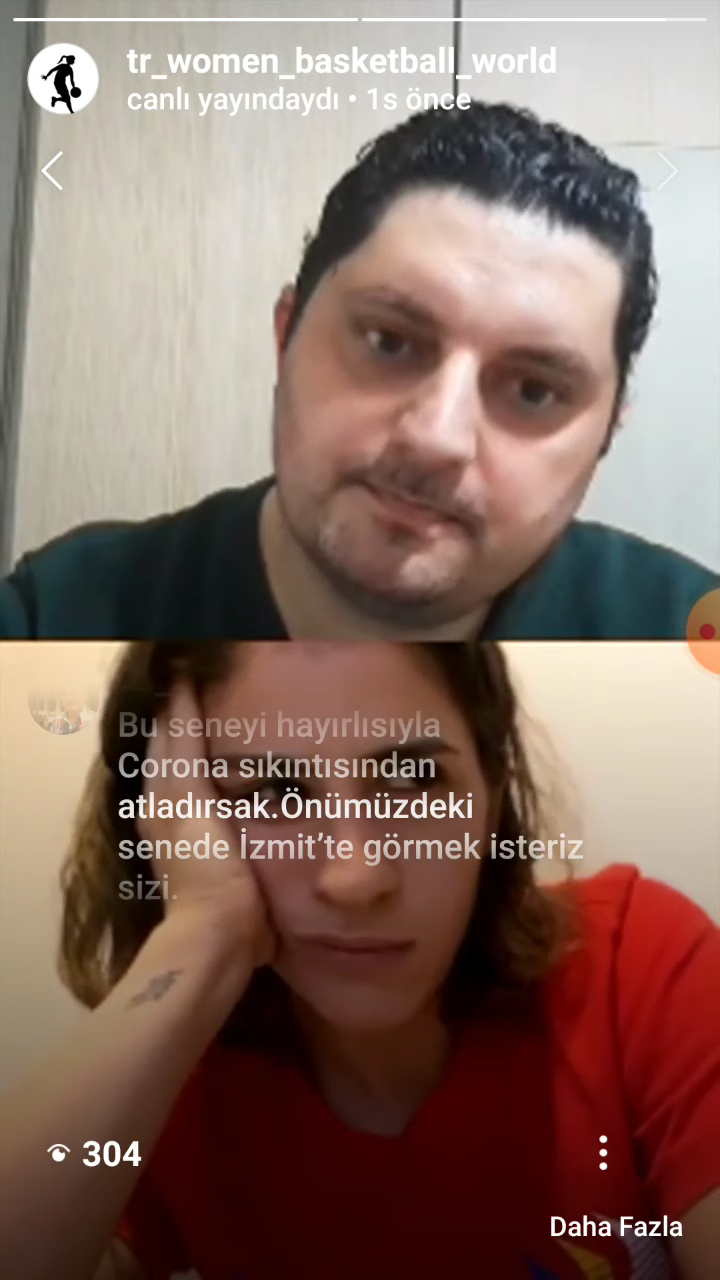 tr_women_basketball_world
canlı yayındaydı • 1s önce
Bu seneyi hayırlısıyla
Corona sıkıntısından
atladırsak.Önümüzdeki
senede İzmit’te görmek isteriz
sizi.
304
Daha Fazla